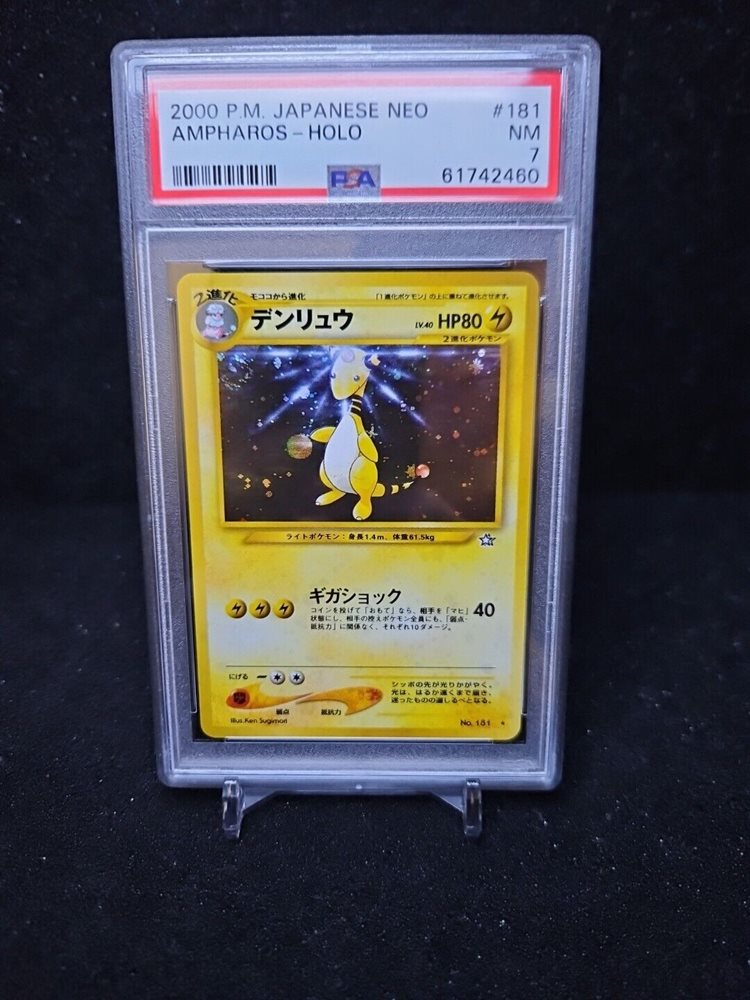 2000 P.M. JAPANESE NEO #181
AMPHAROS - HOLO NM
7
PSA 61742460
2進化 モココから進化 「1進化ポケモン」の上に重ねて進化させます。
デンリュウ LV.40 HP80
2進化ポケモン
ライトポケモン:身長1.4m、体重61.5kg
ギガショック
コインを投げて「おもて」なら、相手を「マヒ」 40
状態にし、相手の控えポケモン全員にも、「弱点・
抵抗力」に関係なく、それぞれ10ダメージ。
にげる
シッポの先が光りかがやく。
光は、はるか遠くまで届き、
迷ったものの道しるべとなる。
弱点 抵抗力
Illus.Ken Sugimori No. 181 ★